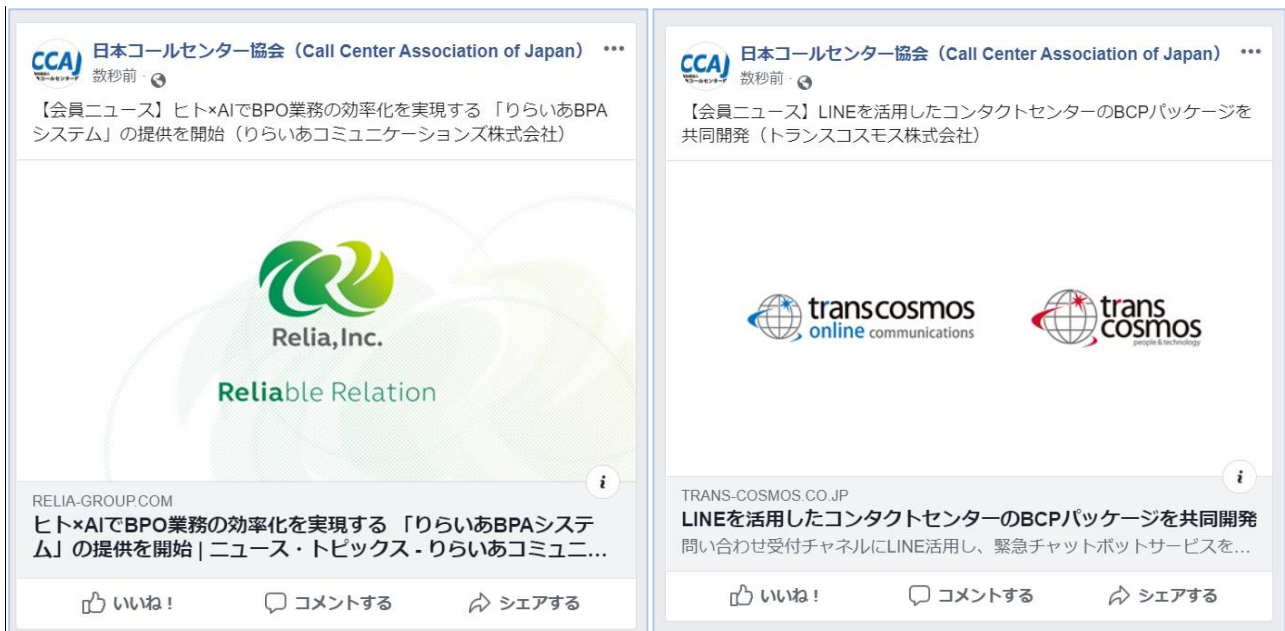 CCAJ
日本コールセンター協会（Call Center Association of Japan） •••
数秒前 ·
【会員ニュース】ヒト×AIでBPO業務の効率化を実現する 「りらいあBPA
システム」の提供を開始（りらいあコミュニケーションズ株式会社）
Relia, Inc.
Reliable Relation
i
RELIA-GROUP.COM
ヒト×AIでBPO業務の効率化を実現する 「りらいあBPAシステ
ム」の提供を開始 | ニュース・トピックス - りらいあコミュニ...
いいね！ コメントする シェアする
CCAJ
日本コールセンター協会（Call Center Association of Japan） •••
数秒前 ·
【会員ニュース】LINEを活用したコンタクトセンターのBCPパッケージを
共同開発（トランスコスモス株式会社）
transcosmos
online communications
trans
cosmos
people & technology
i
TRANS-COSMOS.CO.JP
LINEを活用したコンタクトセンターのBCPパッケージを共同開発
問い合わせ受付チャネルにLINE活用し、緊急チャットボットサービスを...
いいね！ コメントする シェアする